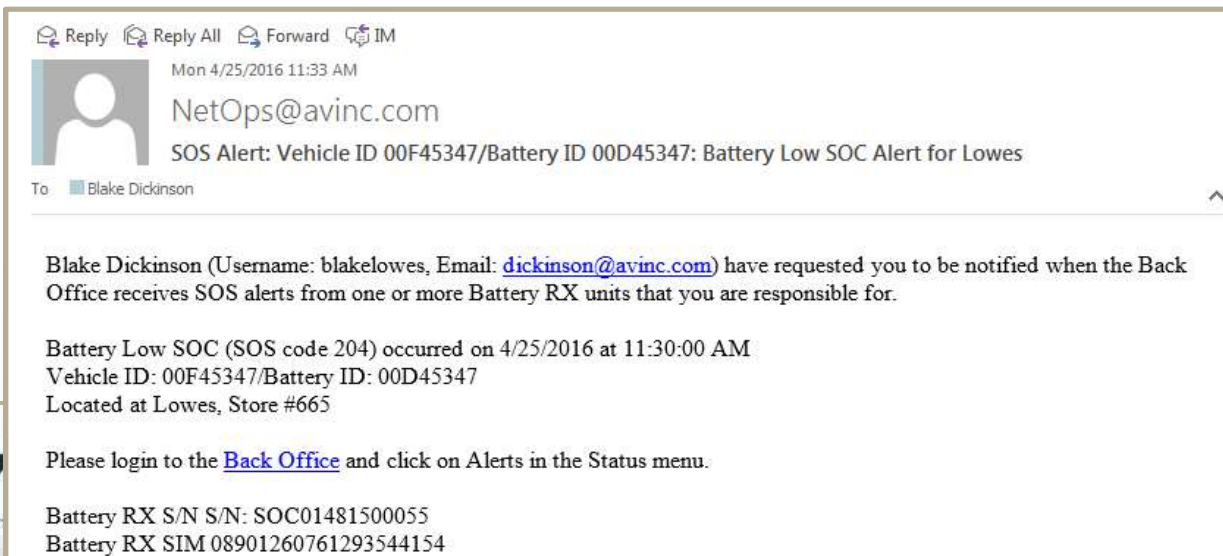 Reply Reply All Forward IM
Mon 4/25/2016 11:33 AM
NetOps@avinc.com
SOS Alert: Vehicle ID 00F45347/Battery ID 00D45347: Battery Low SOC Alert for Lowes
To Blake Dickinson
Blake Dickinson (Username: blakelowes, Email: dickinson@avinc.com) have requested you to be notified when the Back
Office receives SOS alerts from one or more Battery RX units that you are responsible for.
Battery Low SOC (SOS code 204) occurred on 4/25/2016 at 11:30:00 AM
Vehicle ID: 00F45347/Battery ID: 00D45347
Located at Lowes, Store #665
Please login to the Back Office and click on Alerts in the Status menu.
Battery RX S/N S/N: SOC01481500055
Battery RX SIM 08901260761293544154